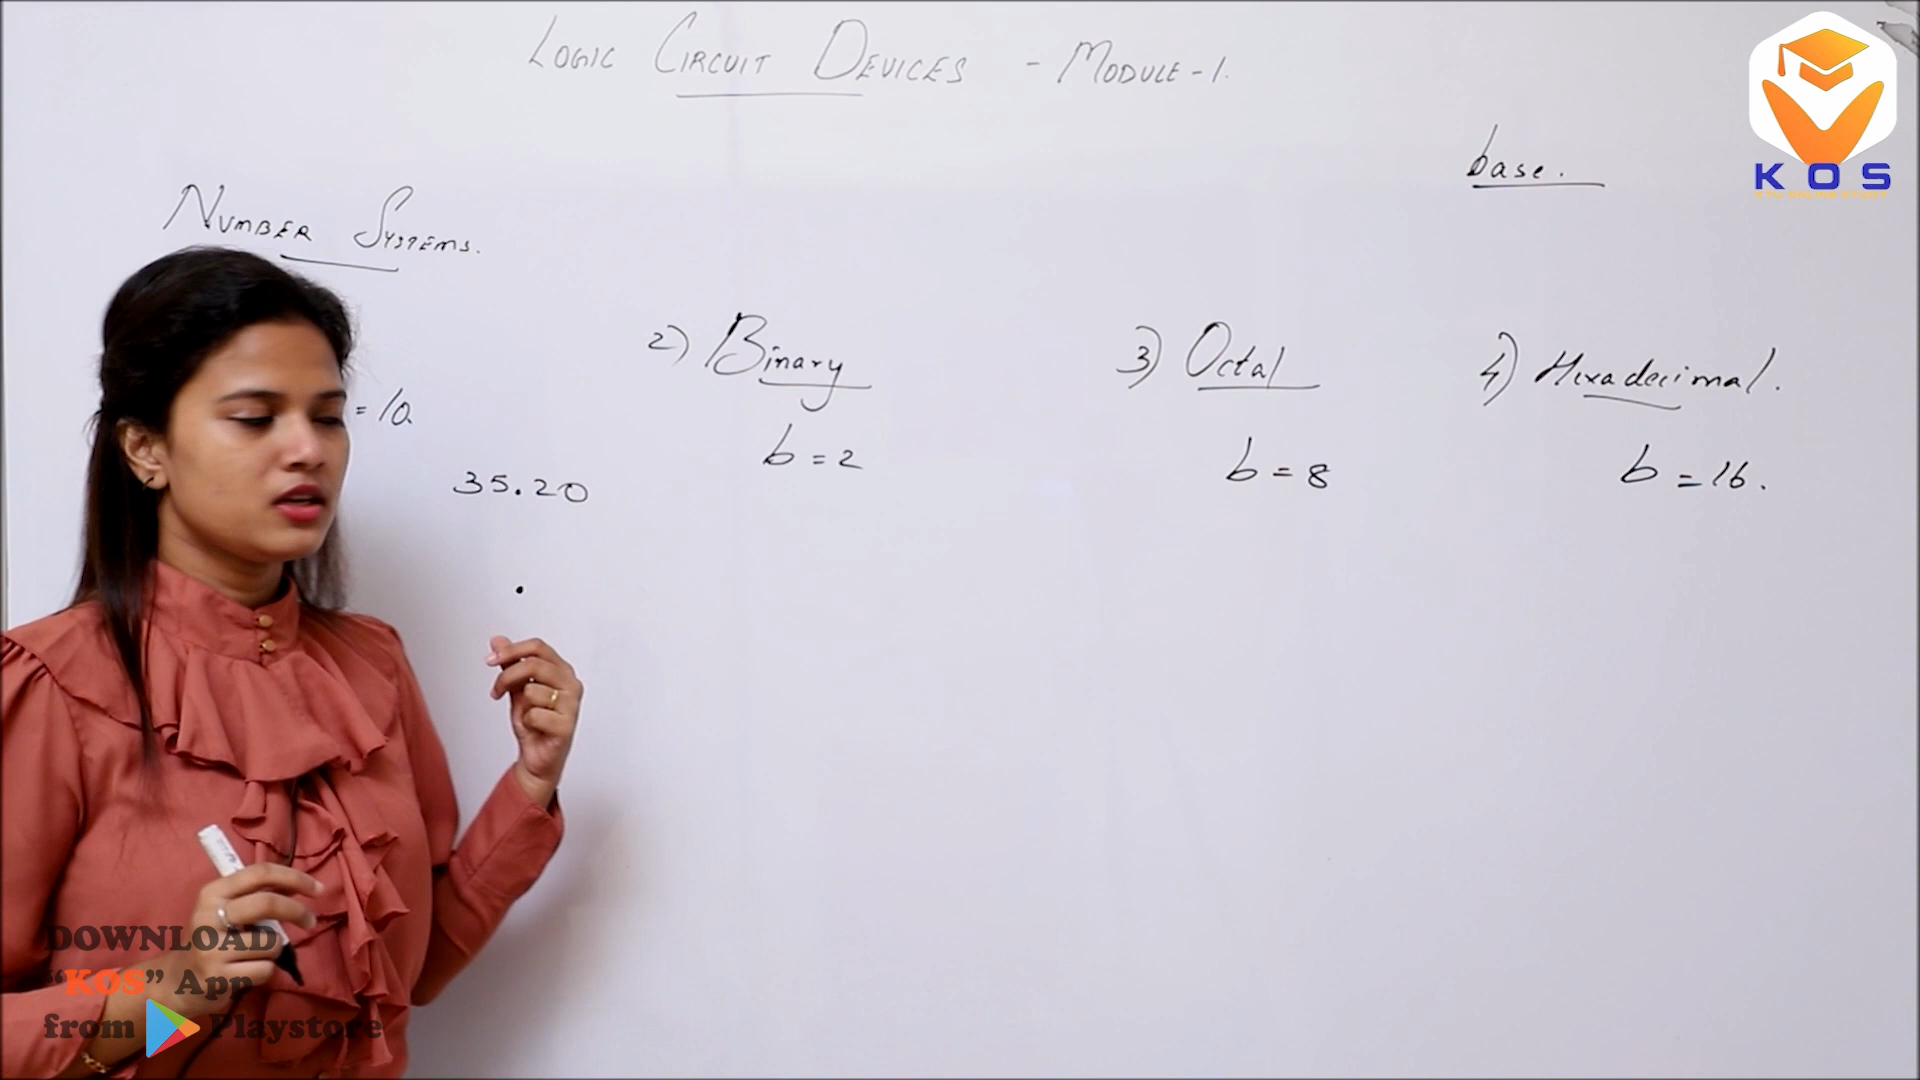 LOGIC CIRCUIT DEVICES - MODULE-1.
base.
KOS
NUMBER SYSTEMS.
2) Binary
3) Octal
4) Hexadecimal.
= 10
b = 2
b = 8
b = 16.
35.20
.
DOWNLOAD
"KOS" App
from Playstore